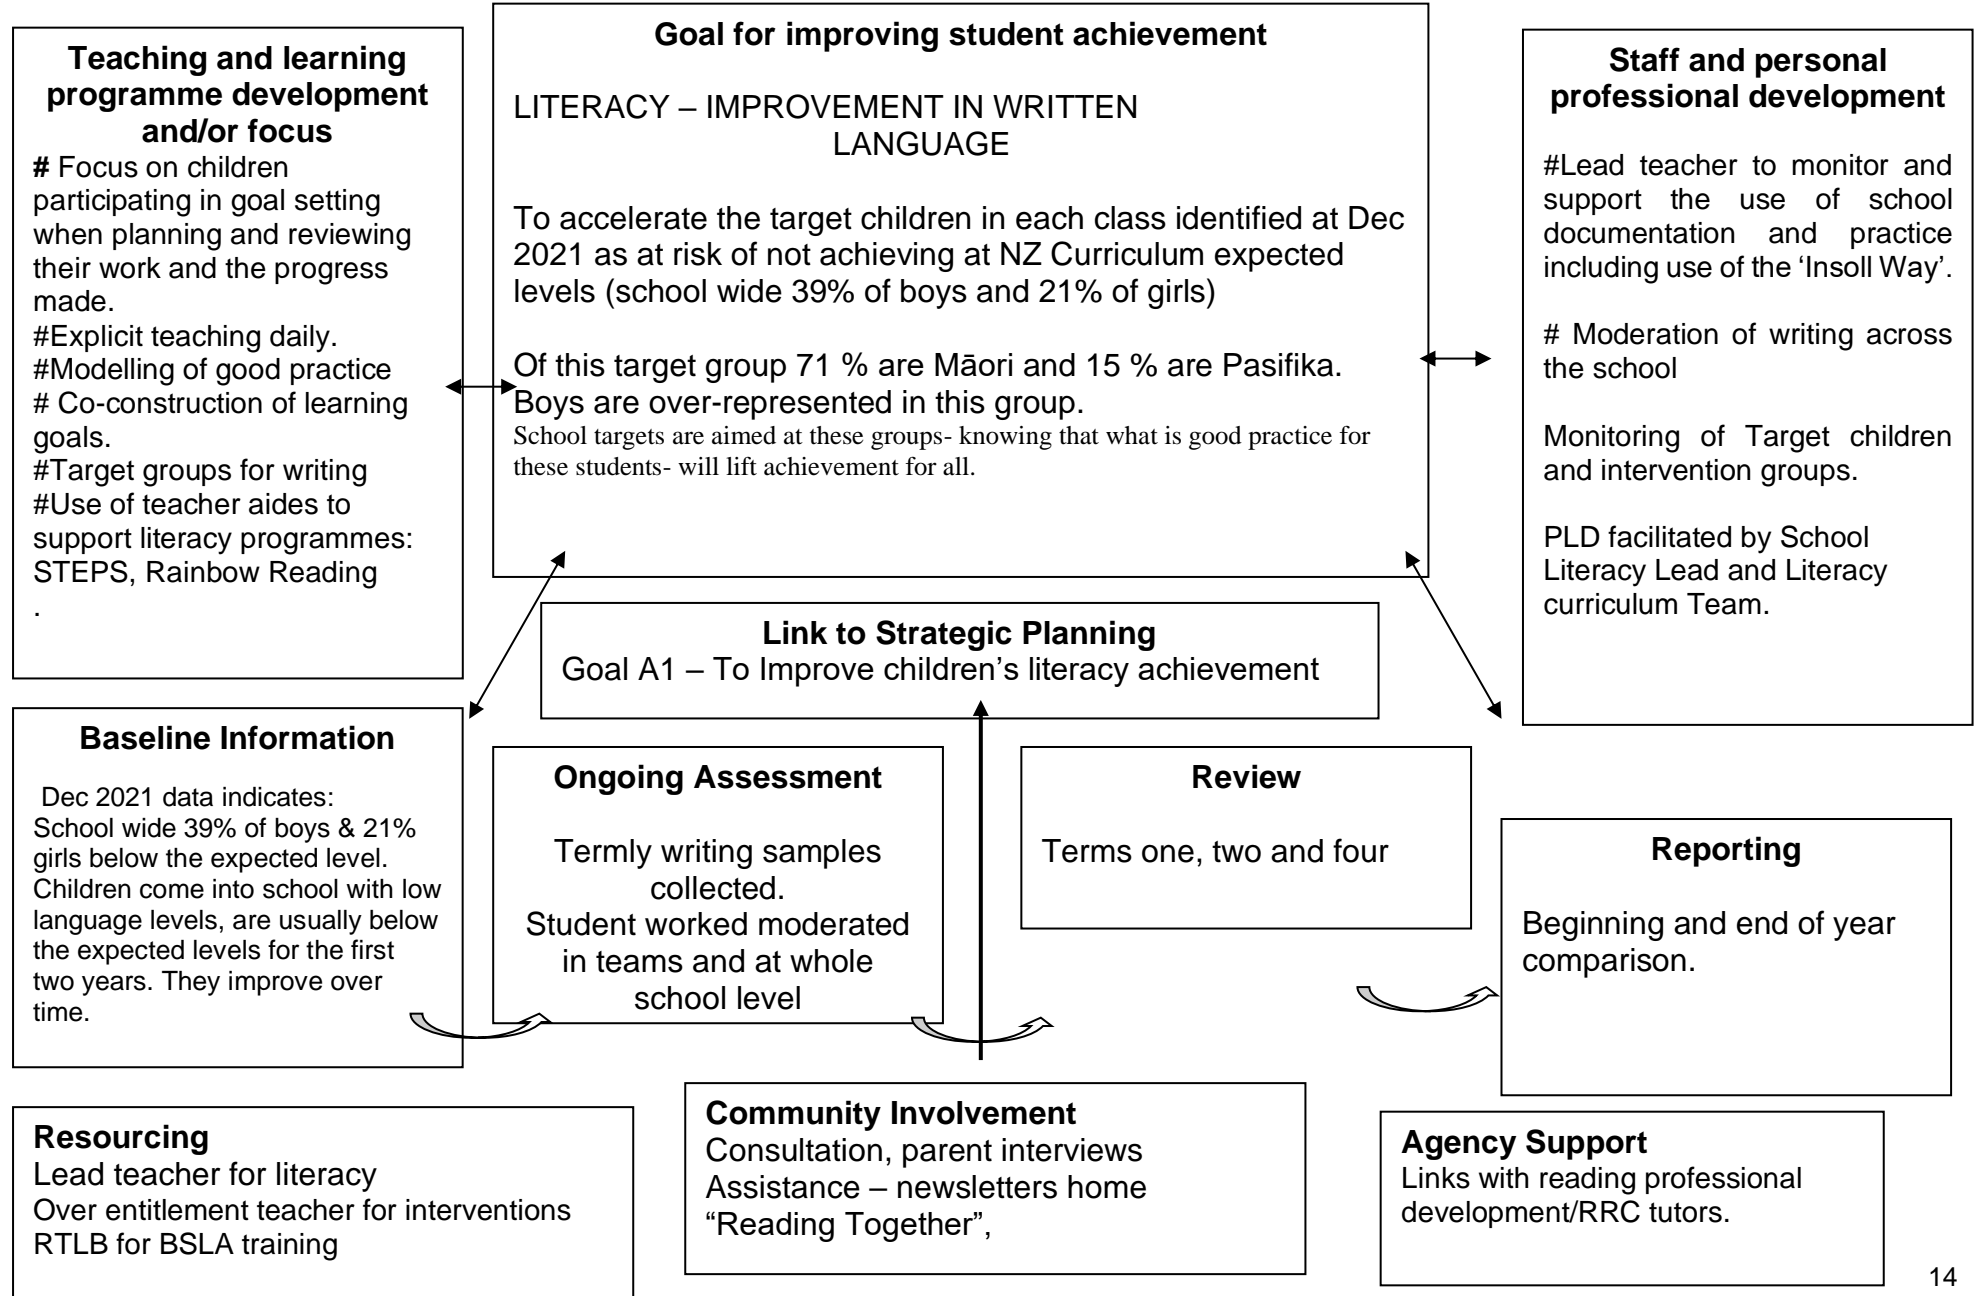 Teaching and learning
programme development
and/or focus
# Focus on children
participating in goal setting
when planning and reviewing
their work and the progress
made.
#Explicit teaching daily.
#Modelling of good practice
# Co-construction of learning
goals.
#Target groups for writing
#Use of teacher aides to
support literacy programmes:
STEPS, Rainbow Reading
.
Goal for improving student achievement
LITERACY – IMPROVEMENT IN WRITTEN
LANGUAGE
To accelerate the target children in each class identified at Dec
2021 as at risk of not achieving at NZ Curriculum expected
levels (school wide 39% of boys and 21% of girls)
Of this target group 71 % are Māori and 15 % are Pasifika.
Boys are over-represented in this group.
School targets are aimed at these groups- knowing that what is good practice for
these students- will lift achievement for all.
Staff and personal
professional development
#Lead teacher to monitor and
support the use of school
documentation and practice
including use of the ‘Insoll Way’.
# Moderation of writing across
the school
Monitoring of Target children
and intervention groups.
PLD facilitated by School
Literacy Lead and Literacy
curriculum Team.
Link to Strategic Planning
Goal A1 – To Improve children’s literacy achievement
Baseline Information
Dec 2021 data indicates:
School wide 39% of boys & 21%
girls below the expected level.
Children come into school with low
language levels, are usually below
the expected levels for the first
two years. They improve over
time.
Ongoing Assessment
Termly writing samples
collected.
Student worked moderated
in teams and at whole
school level
Review
Terms one, two and four
Reporting
Beginning and end of year
comparison.
Resourcing
Lead teacher for literacy
Over entitlement teacher for interventions
RTLB for BSLA training
Community Involvement
Consultation, parent interviews
Assistance – newsletters home
“Reading Together”,
Agency Support
Links with reading professional
development/RRC tutors.
14